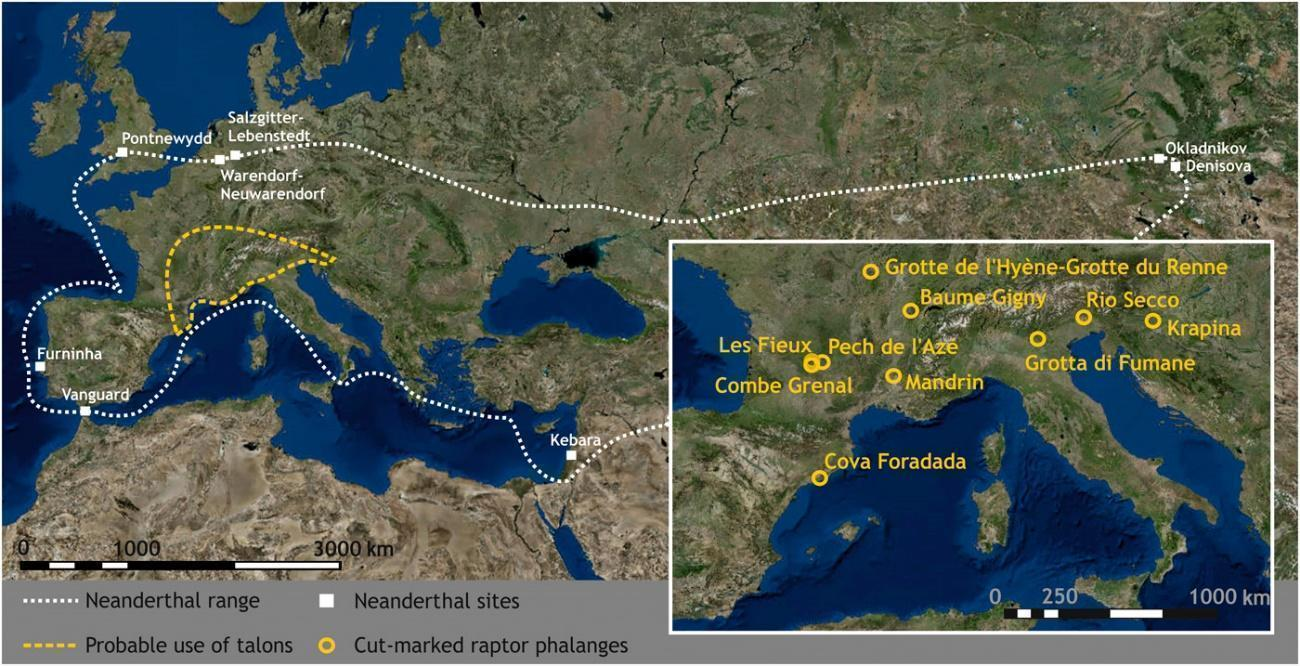 Pontnewydd
Salzgitter-
Lebenstedt
Warendorf-
Neuwarendorf
Okladnikov
Denisova
Furninha
Vanguard
Kebara
0 1000 3000 km
Grotte de l'Hyène-Grotte du Renne
Baume Gigny
Rio Secco
Krapina
Les Fieux
Pech de l'Azé
Grotta di Fumane
Combe Grenal
Mandrin
Cova Foradada
0 250 1000 km
Neanderthal range
Neanderthal sites
Probable use of talons
Cut-marked raptor phalanges